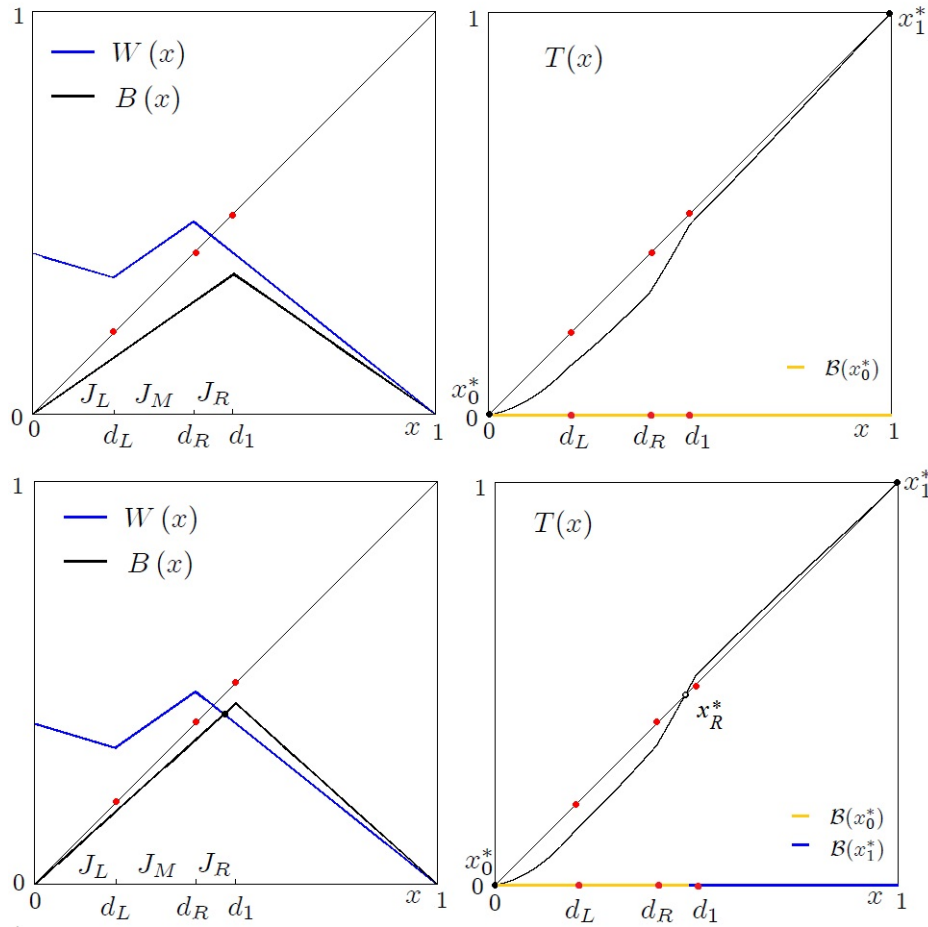 1
W (x)
B (x)
J_L J_M J_R
0
0 d_L d_R d_1 x 1
1
T(x)
x_1^*
x_0^*
B(x_0^*)
0
0 d_L d_R d_1 x 1
1
W (x)
B (x)
J_L J_M J_R
0
0 d_L d_R d_1 x 1
1
T(x)
x_1^*
x_R^*
x_0^*
B(x_0^*)
B(x_1^*)
0
0 d_L d_R d_1 x 1